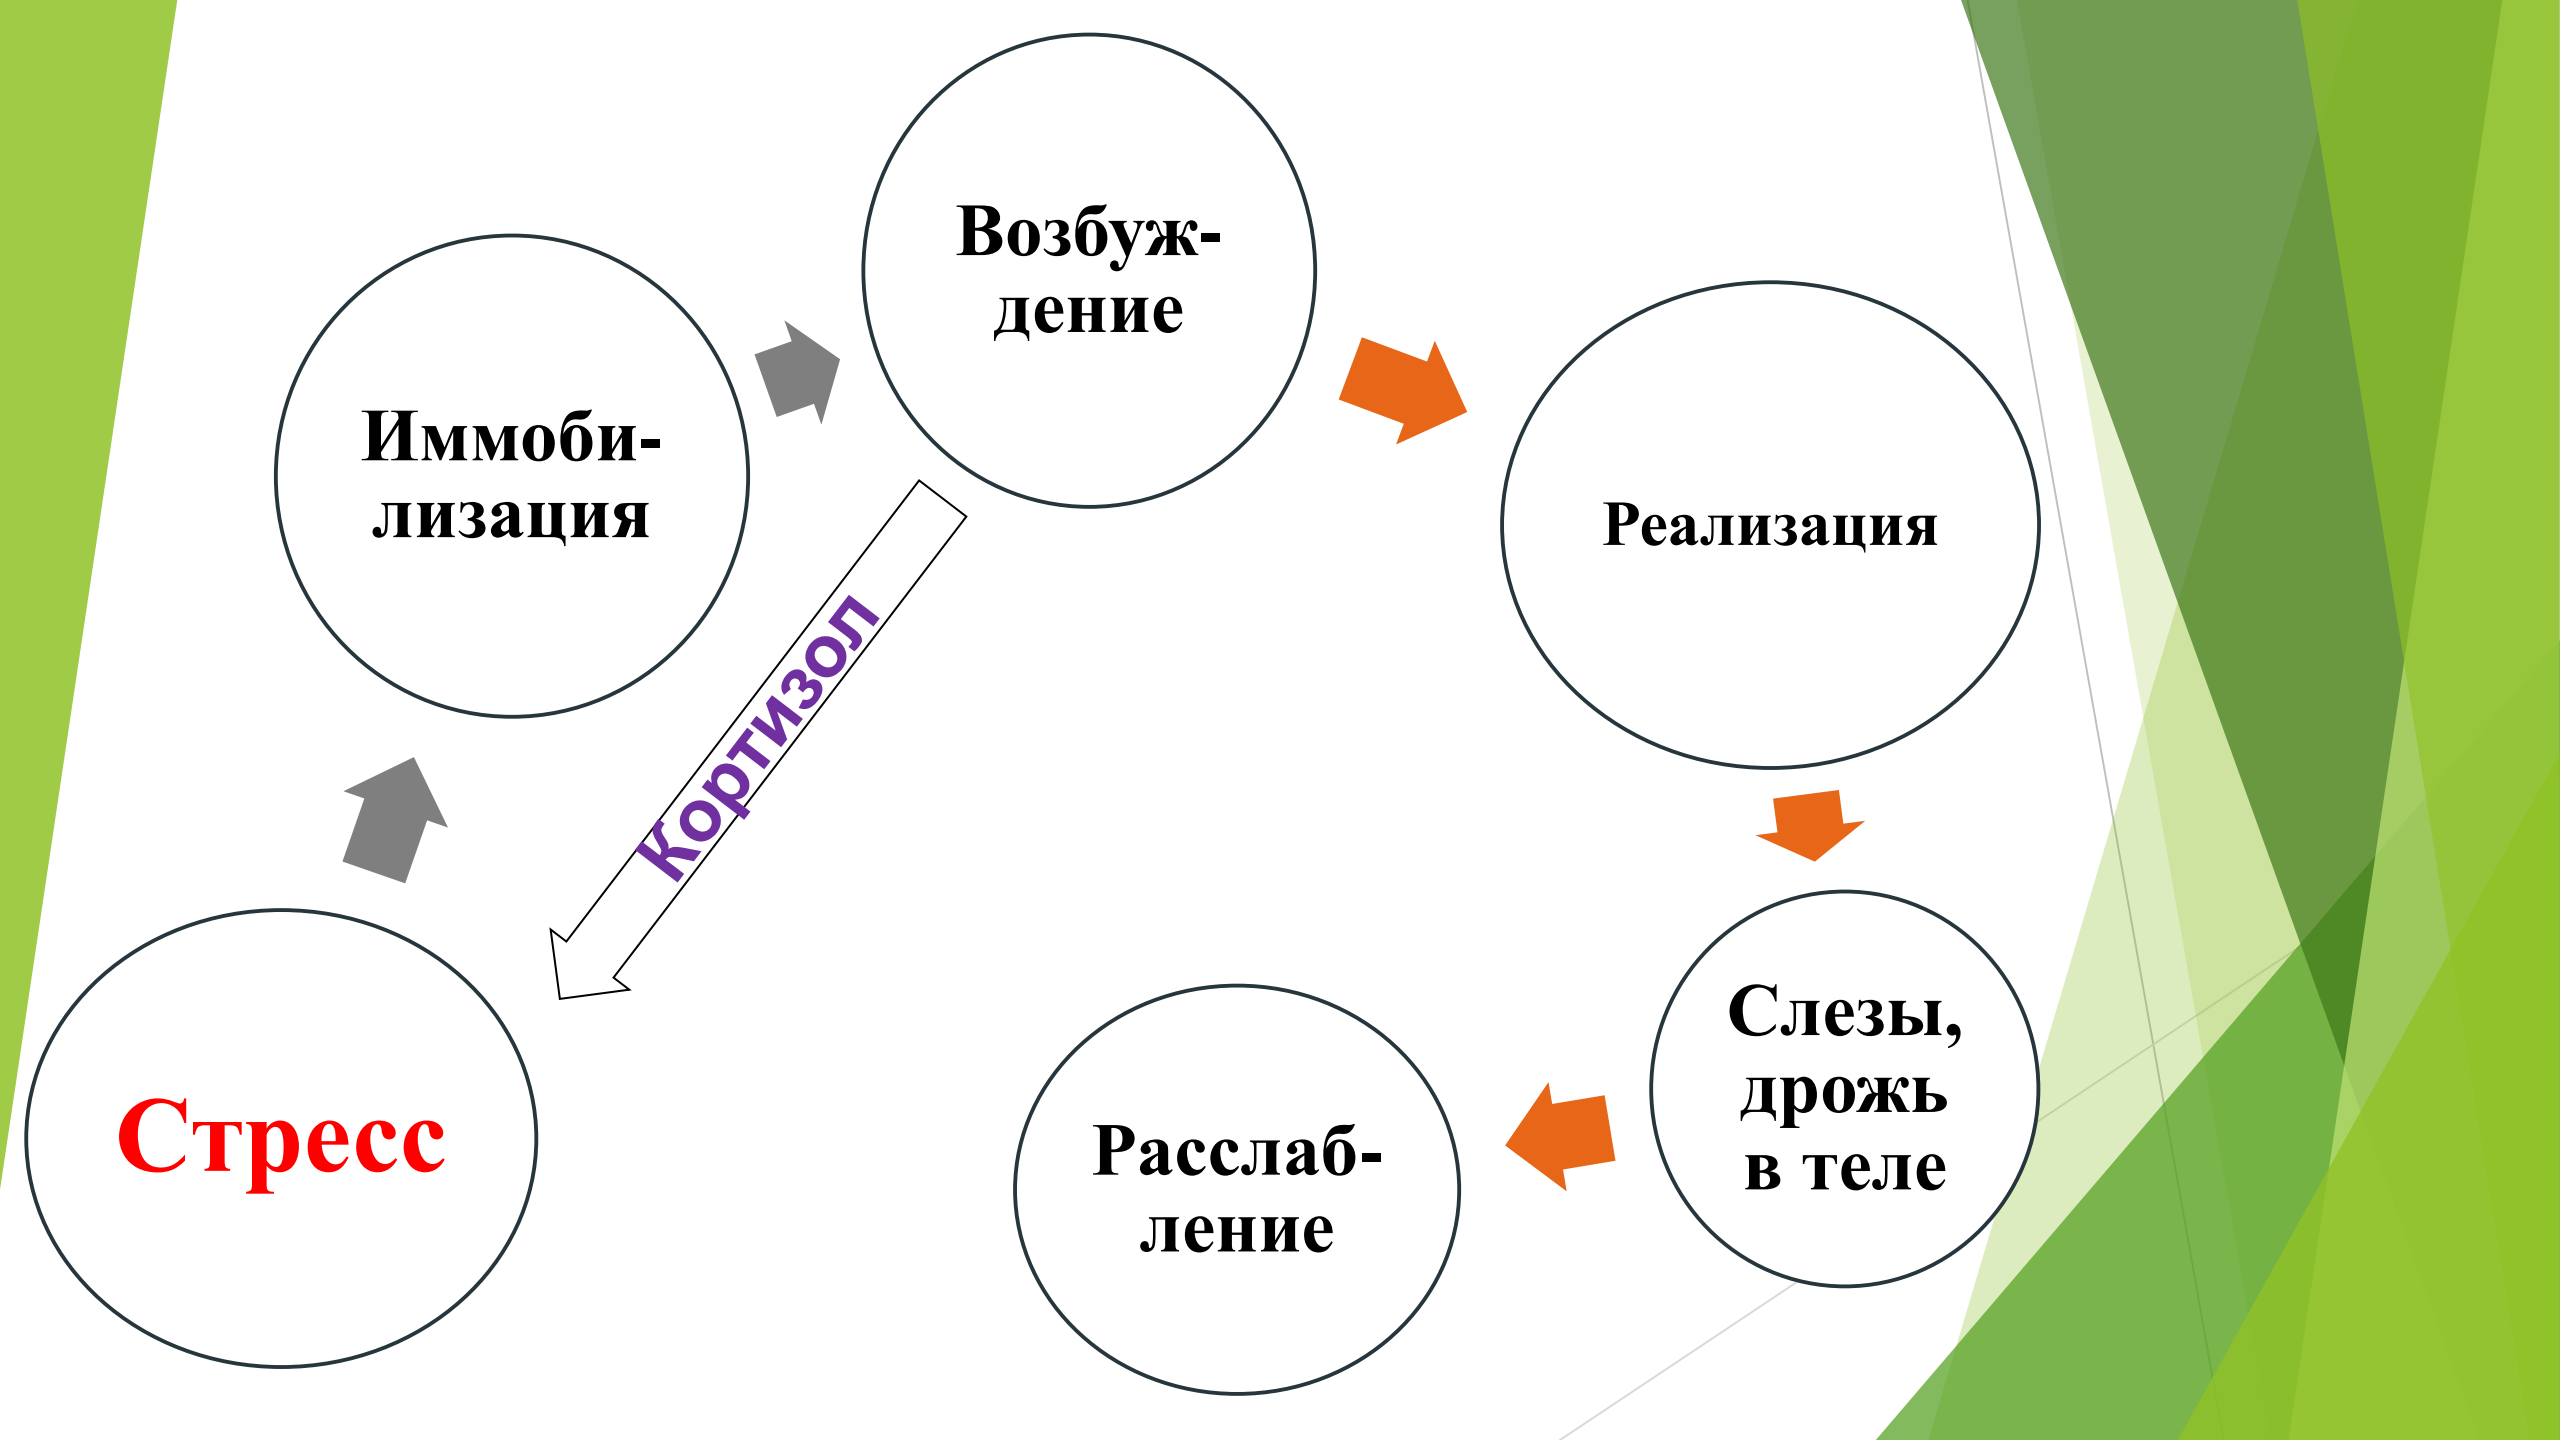 Возбуж-
дение
Иммоби-
лизация
Реализация
Кортизол
Слезы,
дрожь
в теле
Стресс
Расслаб-
ление